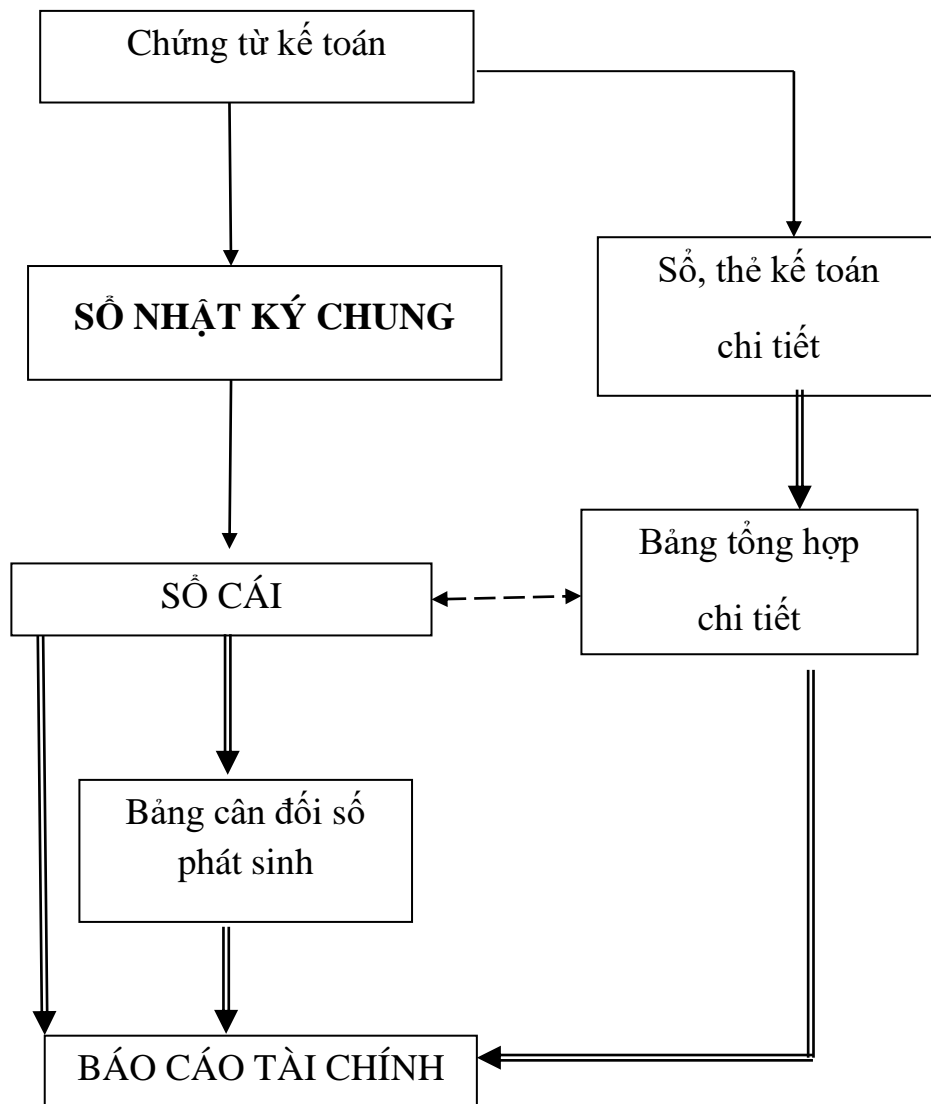 Chứng từ kế toán
Sổ, thẻ kế toán
chi tiết
SỔ NHẬT KÝ CHUNG
Bảng tổng hợp
chi tiết
SỔ CÁI
Bảng cân đối số
phát sinh
BÁO CÁO TÀI CHÍNH